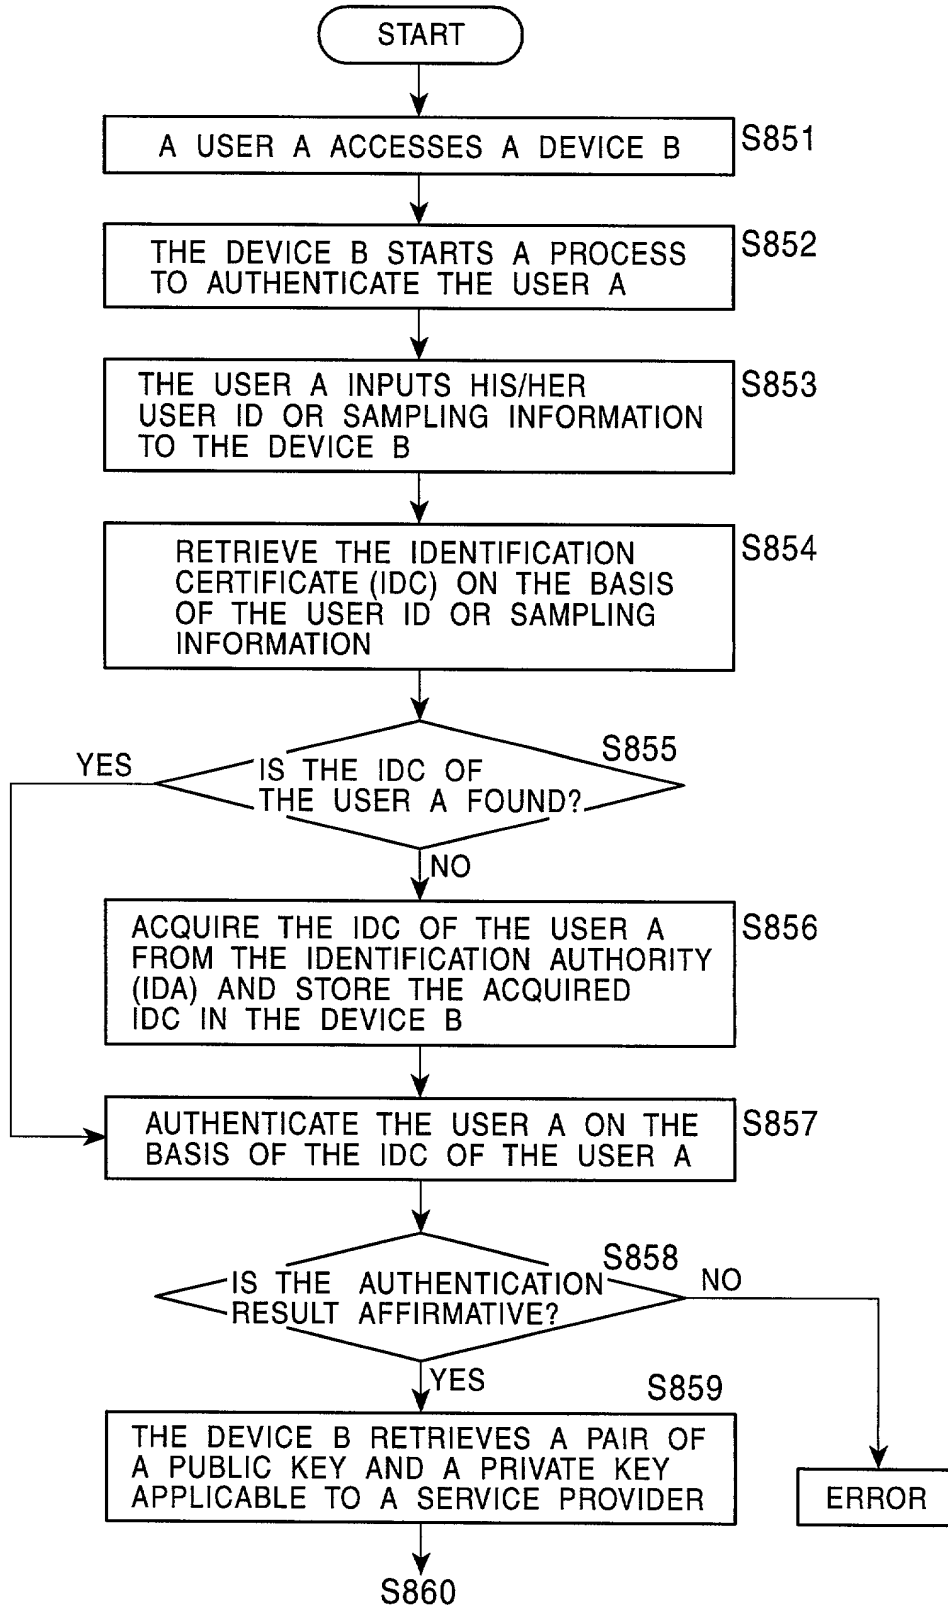 START
A USER A ACCESSES A DEVICE B
S851
THE DEVICE B STARTS A PROCESS
TO AUTHENTICATE THE USER A
S852
THE USER A INPUTS HIS/HER
USER ID OR SAMPLING INFORMATION
TO THE DEVICE B
S853
RETRIEVE THE IDENTIFICATION
CERTIFICATE (IDC) ON THE BASIS
OF THE USER ID OR SAMPLING
INFORMATION
S854
S855
YES
IS THE IDC OF
THE USER A FOUND?
NO
ACQUIRE THE IDC OF THE USER A
FROM THE IDENTIFICATION AUTHORITY
(IDA) AND STORE THE ACQUIRED
IDC IN THE DEVICE B
S856
AUTHENTICATE THE USER A ON THE
BASIS OF THE IDC OF THE USER A
S857
S858
IS THE AUTHENTICATION
RESULT AFFIRMATIVE?
NO
YES
S859
THE DEVICE B RETRIEVES A PAIR OF
A PUBLIC KEY AND A PRIVATE KEY
APPLICABLE TO A SERVICE PROVIDER
ERROR
S860